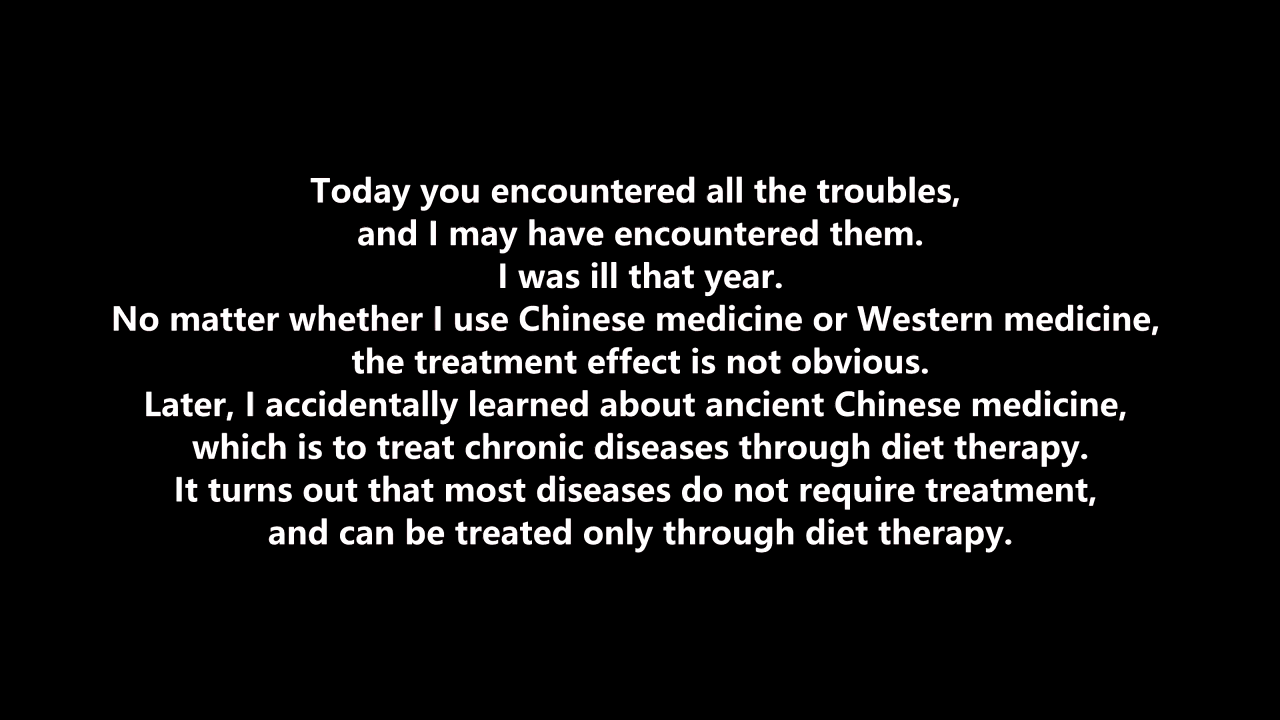 Today you encountered all the troubles,
and I may have encountered them.
I was ill that year.
No matter whether I use Chinese medicine or Western medicine,
the treatment effect is not obvious.
Later, I accidentally learned about ancient Chinese medicine,
which is to treat chronic diseases through diet therapy.
It turns out that most diseases do not require treatment,
and can be treated only through diet therapy.